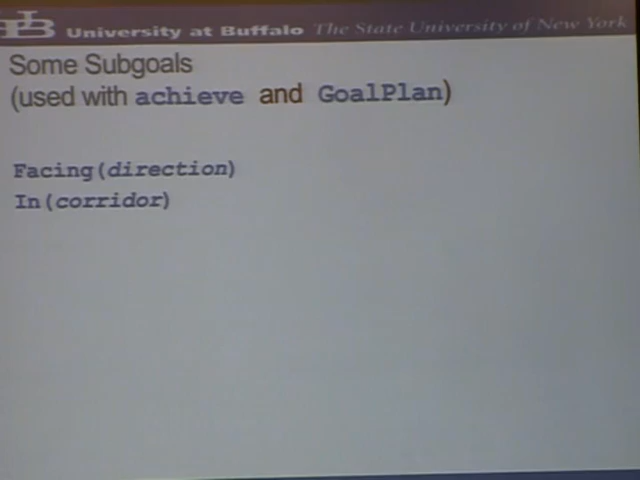 UB University at Buffalo The State University of New York
Some Subgoals
(used with achieve and GoalPlan)
Facing(direction)
In(corridor)